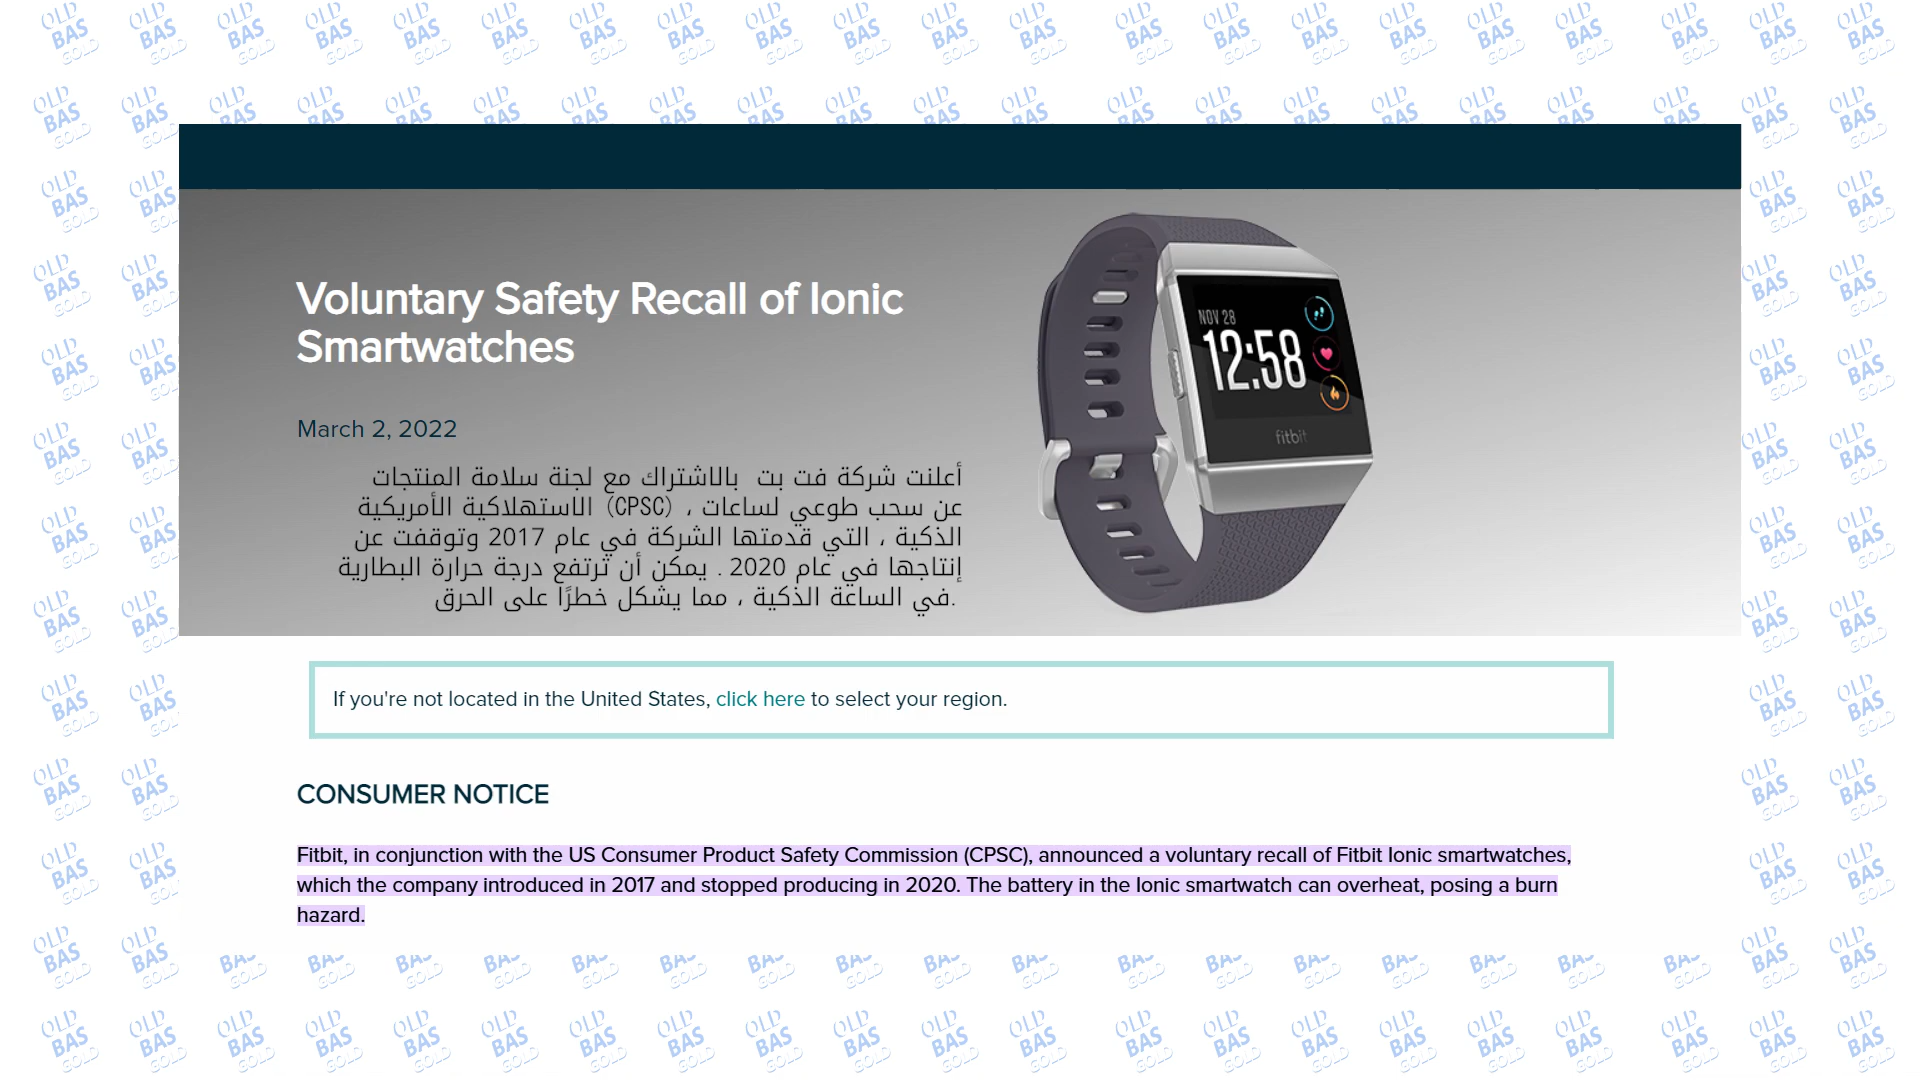 Voluntary Safety Recall of Ionic
Smartwatches
March 2, 2022
أعلنت شركة فت بت بالاشتراك مع لجنة سلامة المنتجات
عن سحب طوعي لساعات ، (CPSC) الاستهلاكية الأمريكية
الذكية ، التي قدمتها الشركة في عام 2017 وتوقفت عن
إنتاجها في عام 2020 . يمكن أن ترتفع درجة حرارة البطارية
.في الساعة الذكية ، مما يشكل خطرًا على الحرق
NOV 28
12:58
fitbit
If you're not located in the United States, click here to select your region.
CONSUMER NOTICE
Fitbit, in conjunction with the US Consumer Product Safety Commission (CPSC), announced a voluntary recall of Fitbit Ionic smartwatches,
which the company introduced in 2017 and stopped producing in 2020. The battery in the Ionic smartwatch can overheat, posing a burn
hazard.
OLD
BAS
GOLD